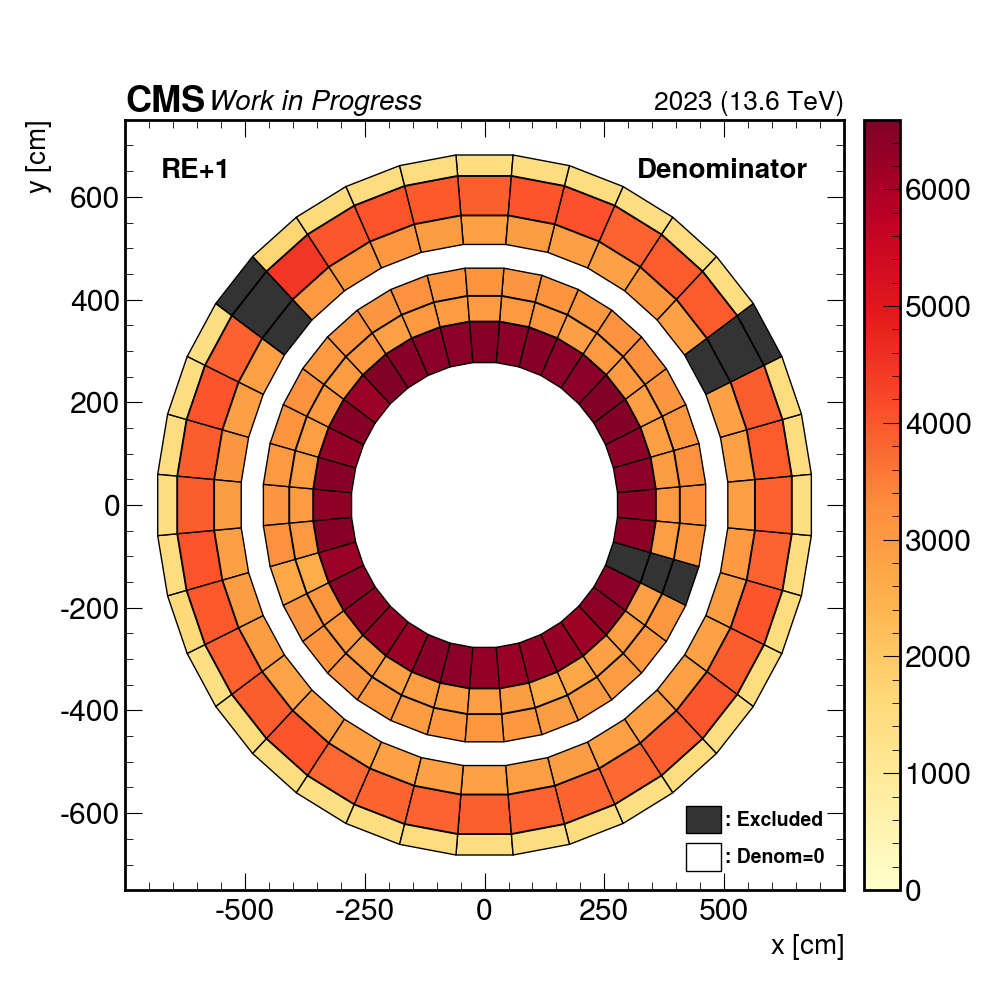 CMS Work in Progress 2023 (13.6 TeV)
y [cm]
RE+1 Denominator
600
400
200
0
-200
-400
-600
-500 -250 0 250 500
x [cm]
6000
5000
4000
3000
2000
1000
0
: Excluded
: Denom=0